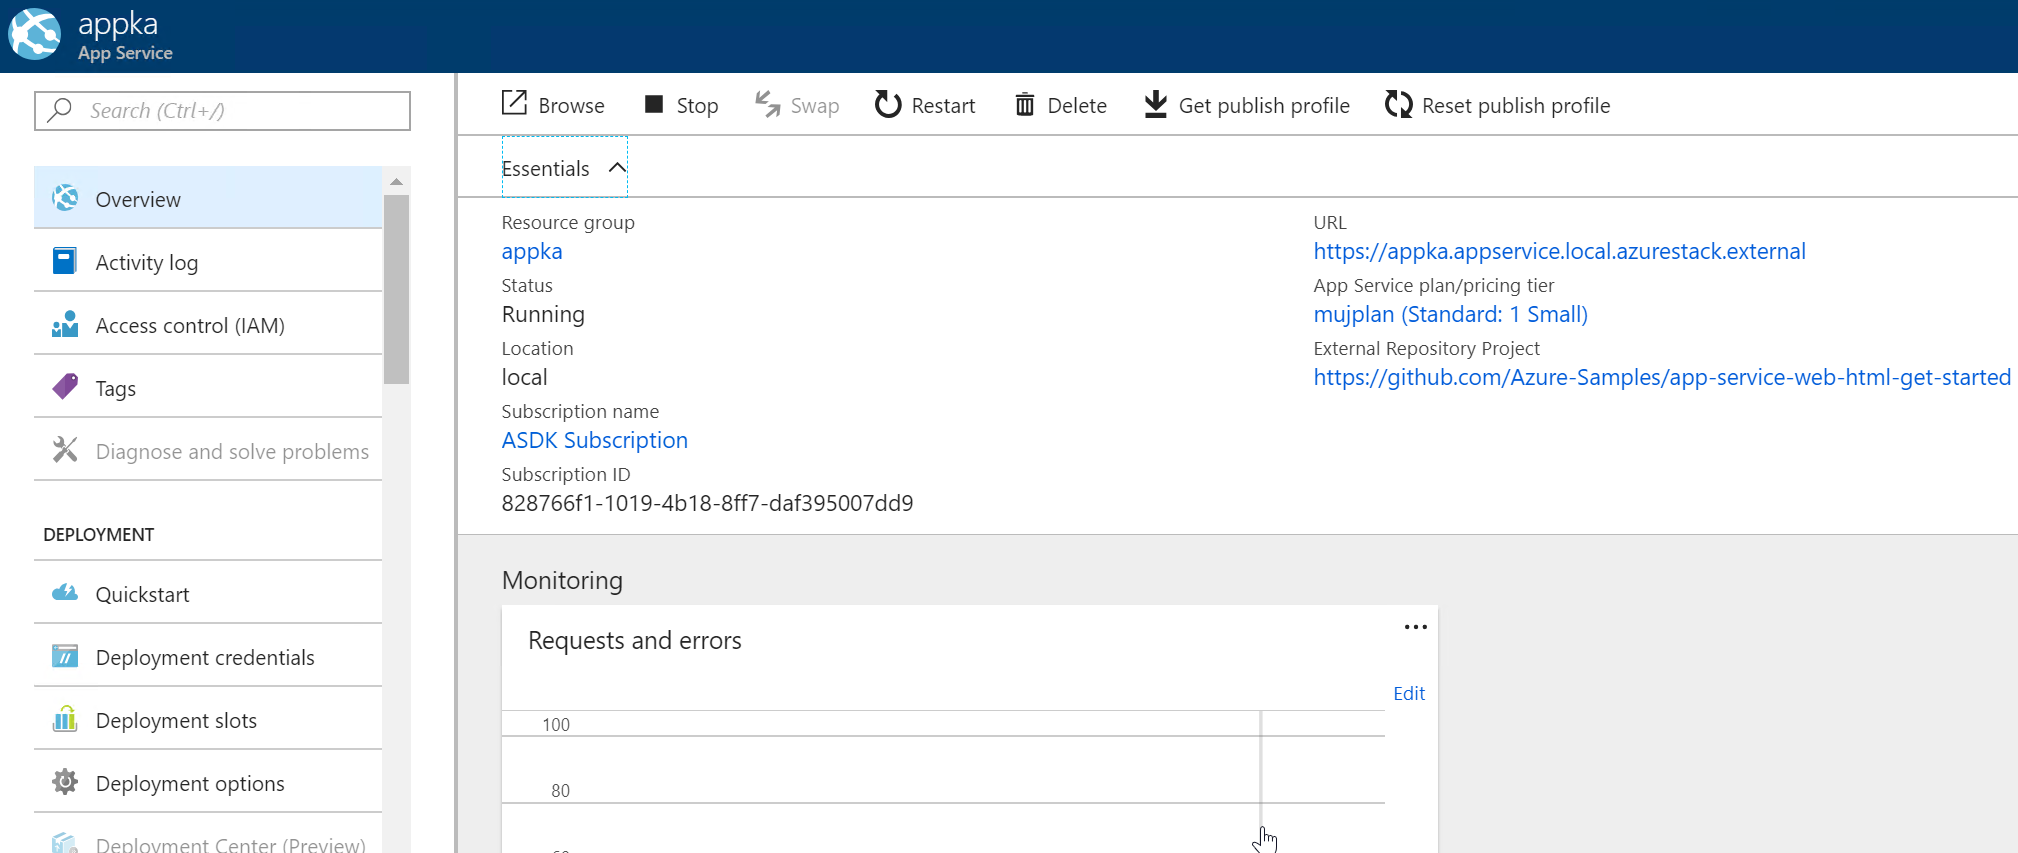 appka
App Service
Search (Ctrl+/)
Overview
Activity log
Access control (IAM)
Tags
Diagnose and solve problems
DEPLOYMENT
Quickstart
Deployment credentials
Deployment slots
Deployment options
Deployment Center (Preview)
Browse Stop Swap Restart Delete Get publish profile Reset publish profile
Essentials
Resource group
appka
Status
Running
Location
local
Subscription name
ASDK Subscription
Subscription ID
828766f1-1019-4b18-8ff7-daf395007dd9
URL
https://appka.appservice.local.azurestack.external
App Service plan/pricing tier
mujplan (Standard: 1 Small)
External Repository Project
https://github.com/Azure-Samples/app-service-web-html-get-started
Monitoring
Requests and errors
Edit
100
80